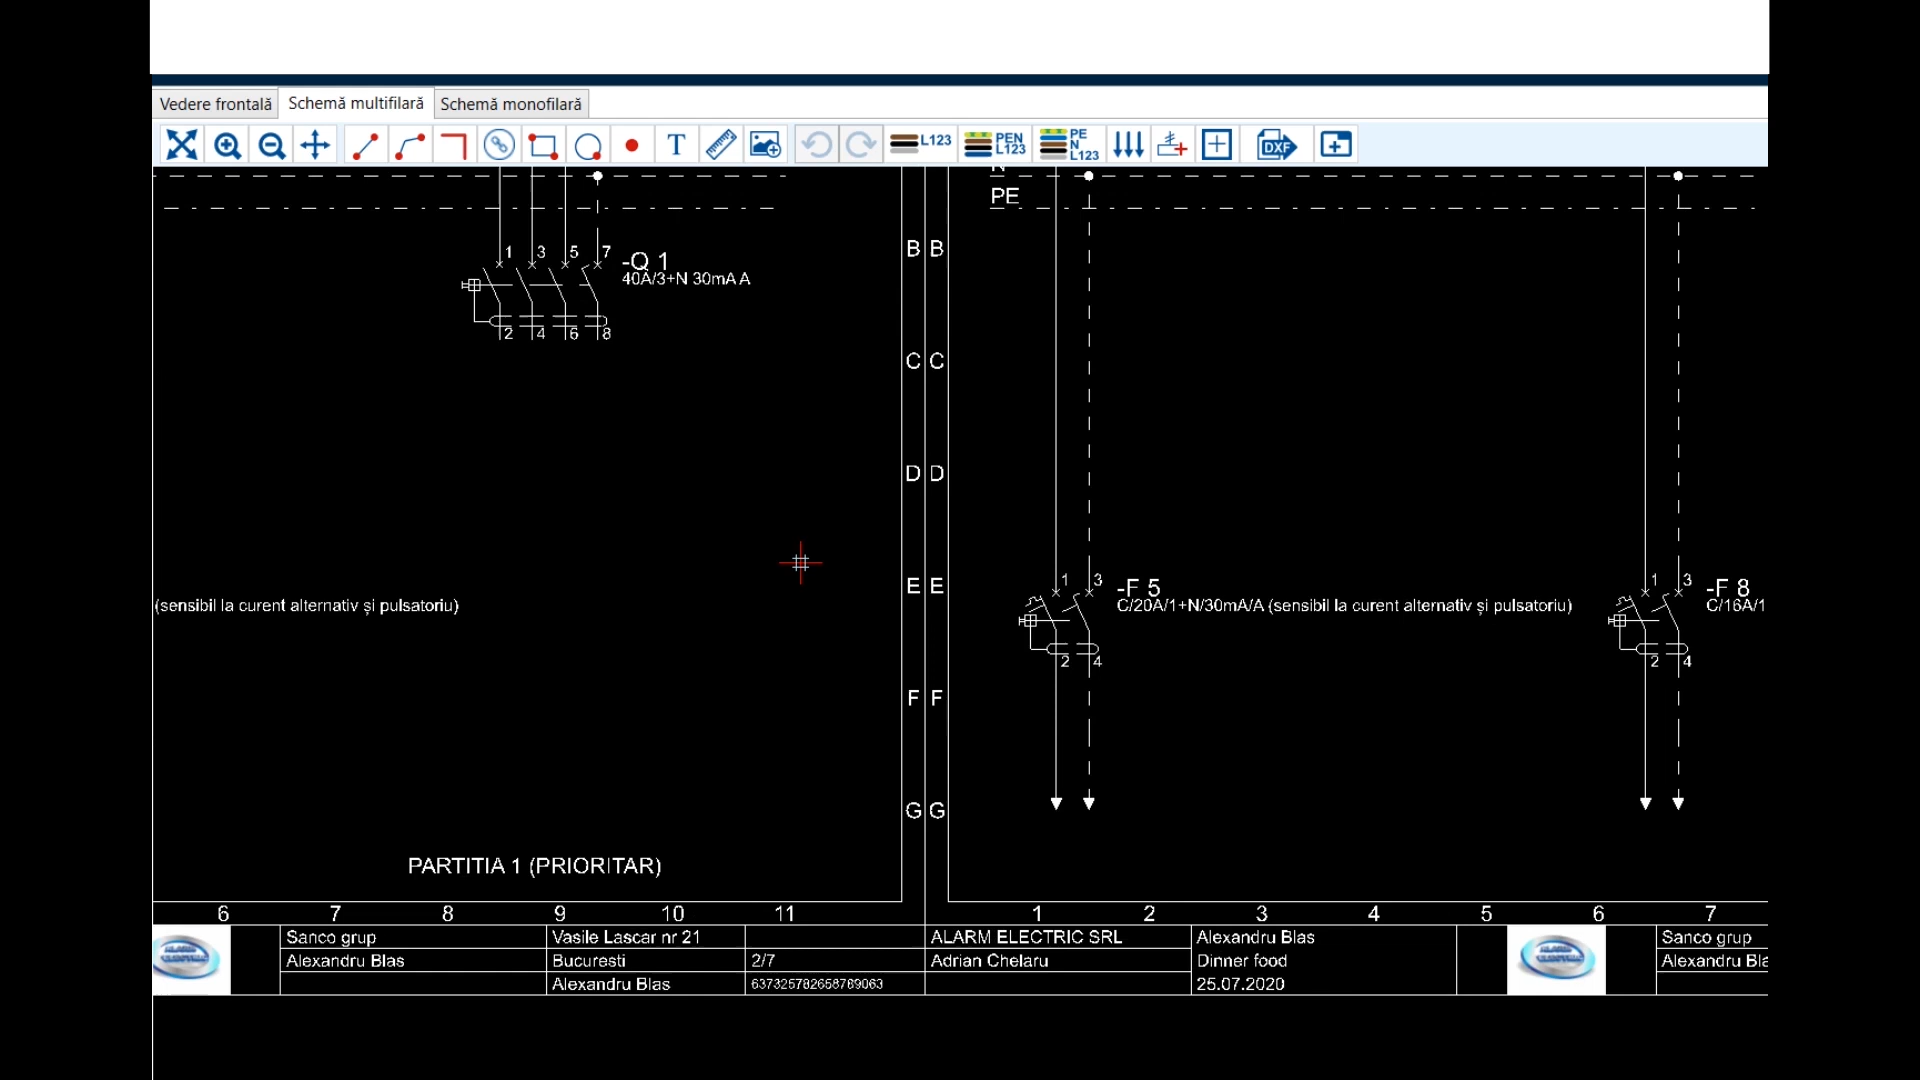 Vedere frontală Schemă multifilară Schemă monofilară
T L123 PEN L123 PE N L123 DXF
PE
1 3 5 7
-Q 1
40A/3+N 30mA A
2 4 6 8
B B
C C
D D
E E
F F
G G
(sensibil la curent alternativ și pulsatoriu)
1 3
-F 5
C/20A/1+N/30mA/A (sensibil la curent alternativ și pulsatoriu)
2 4
1 3
-F 8
C/16A/1
2 4
PARTITIA 1 (PRIORITAR)
6 7 8 9 10 11
1 2 3 4 5 6 7
Sanco grup Vasile Lascar nr 21
Alexandru Blas Bucuresti 2/7
Alexandru Blas 637325782658769063
ALARM ELECTRIC SRL Alexandru Blas Sanco grup
Adrian Chelaru Dinner food Alexandru Bla
25.07.2020